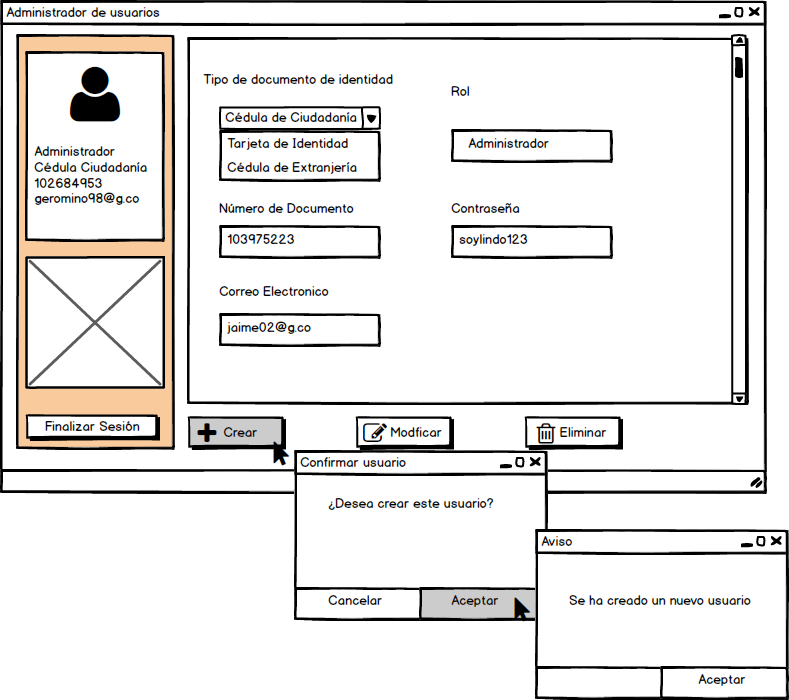 Administrador de usuarios
Administrador
Cédula Ciudadanía
102684953
geromino98@g.co
Finalizar Sesión
Tipo de documento de identidad
Cédula de Ciudadanía
Tarjeta de Identidad
Cédula de Extranjería
Rol
Administrador
Número de Documento
103975223
Contraseña
soylindo123
Correo Electronico
jaime02@g.co
Crear
Modficar
Eliminar
Confirmar usuario
¿Desea crear este usuario?
Cancelar
Aceptar
Aviso
Se ha creado un nuevo usuario
Aceptar